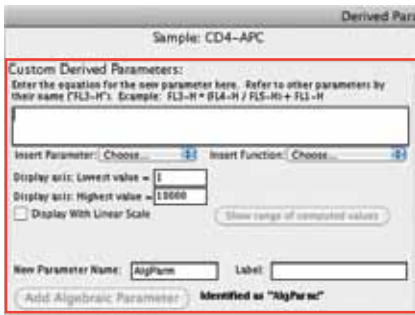 Derived Par
Sample: CD4-APC
Custom Derived Parameters:
Enter the equation for the new parameter here. Refer to other parameters by
their name ("FL3-H"). Example: FL3-H * (FL4-H / FL5-H) + FL1-H
Insert Parameter: Choose... Insert Function: Choose...
Display axis: Lowest value = 1
Display axis: Highest value = 10000
Display With Linear Scale
Show range of computed values
New Parameter Name: AlgParm Label:
Add Algebraic Parameter Identified as "AlgParm:"